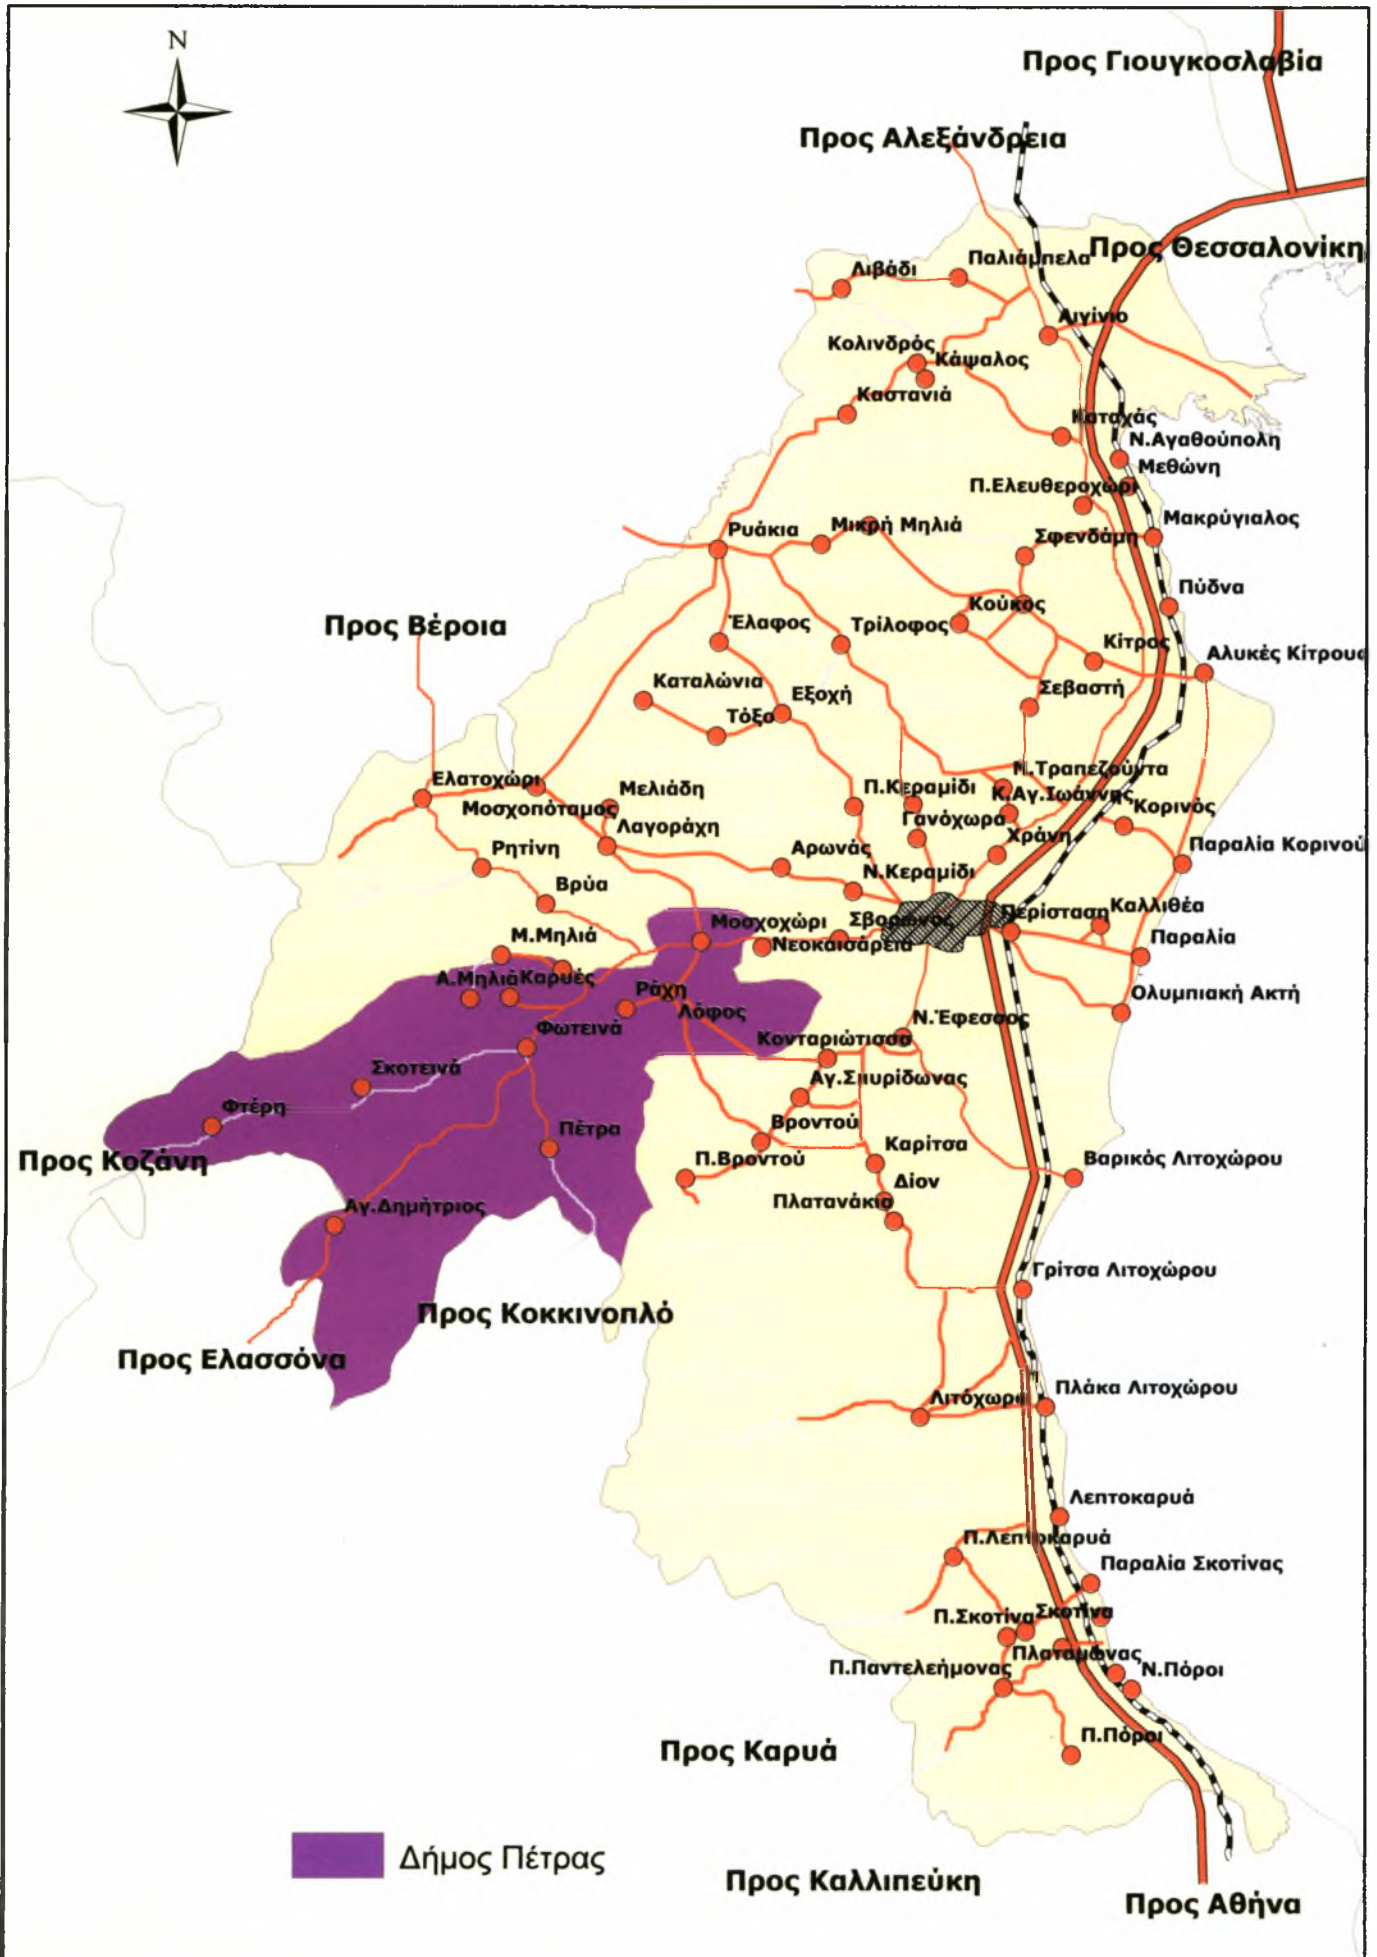 N
Προς Γιουγκοσλαβία
Προς Αλεξάνδρεια
Προς Θεσσαλονίκη
Παλιάμπελα
Λιβάδι
Αιγίνιο
Κολινδρός
Κάψαλος
Καστανιά
Καταχάς
Ν.Αγαθούπολη
Μεθώνη
Π.Ελευθεροχώρι
Μακρύγιαλος
Ρυάκια
Μικρή Μηλιά
Σφενδάμη
Πύδνα
Κούκος
Προς Βέροια
Έλαφος
Τρίλοφος
Κίτρος
Αλυκές Κίτρους
Καταλώνια
Εξοχή
Σεβαστή
Τόξο
Ελατοχώρι
Μελιάδη
Π.Κεραμίδι
Ν.Τραπεζούντα
Κ.Αγ.Ιωάννης
Μοσχοπόταμος
Κορινός
Λαγοράχη
Γανόχωρα
Χράνη
Παραλία Κορινού
Ρητίνη
Αρωνάς
Βρύα
Ν.Κεραμίδι
Μοσχοχώρι
Σβορώνος
Περίσταση
Καλλιθέα
Μ.Μηλιά
Νεοκαισάρεια
Παραλία
Α.Μηλιά
Καρυές
Ράχη
Λόφος
Ολυμπιακή Ακτή
Φωτεινά
Κονταριώτισσα
Ν.Έφεσσος
Σκοτεινά
Αγ.Σπυρίδωνας
Φτέρη
Πέτρα
Βροντού
Προς Κοζάνη
Π.Βροντού
Καρίτσα
Βαρικός Λιτοχώρου
Δίον
Πλατανάκια
Αγ.Δημήτριος
Γρίτσα Λιτοχώρου
Προς Κοκκινοπλό
Προς Ελασσόνα
Λιτόχωρο
Πλάκα Λιτοχώρου
Λεπτοκαρυά
Π.Λεπτοκαρυά
Παραλία Σκοτίνας
Π.Σκοτίνα
Σκοτίνα
Πλαταμώνας
Π.Παντελεήμονας
Ν.Πόροι
Π.Πόροι
Προς Καρυά
Δήμος Πέτρας
Προς Καλλιπεύκη
Προς Αθήνα